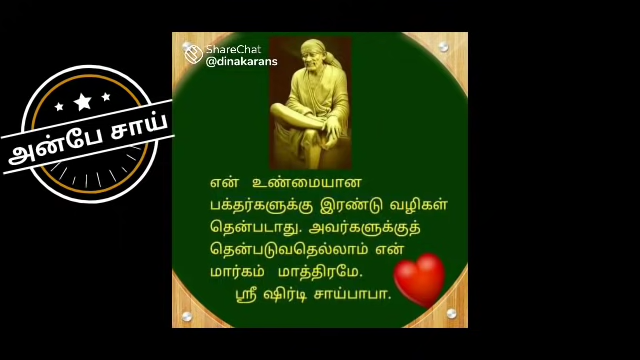 ShareChat
@dinakarans
அன்பே சாய்
என் உண்மையான
பக்தர்களுக்கு இரண்டு வழிகள்
தென்படாது. அவர்களுக்குத்
தென்படுவதெல்லாம் என்
மார்கம் மாத்திரமே.
ஸ்ரீ ஷிர்டி சாய்பாபா.